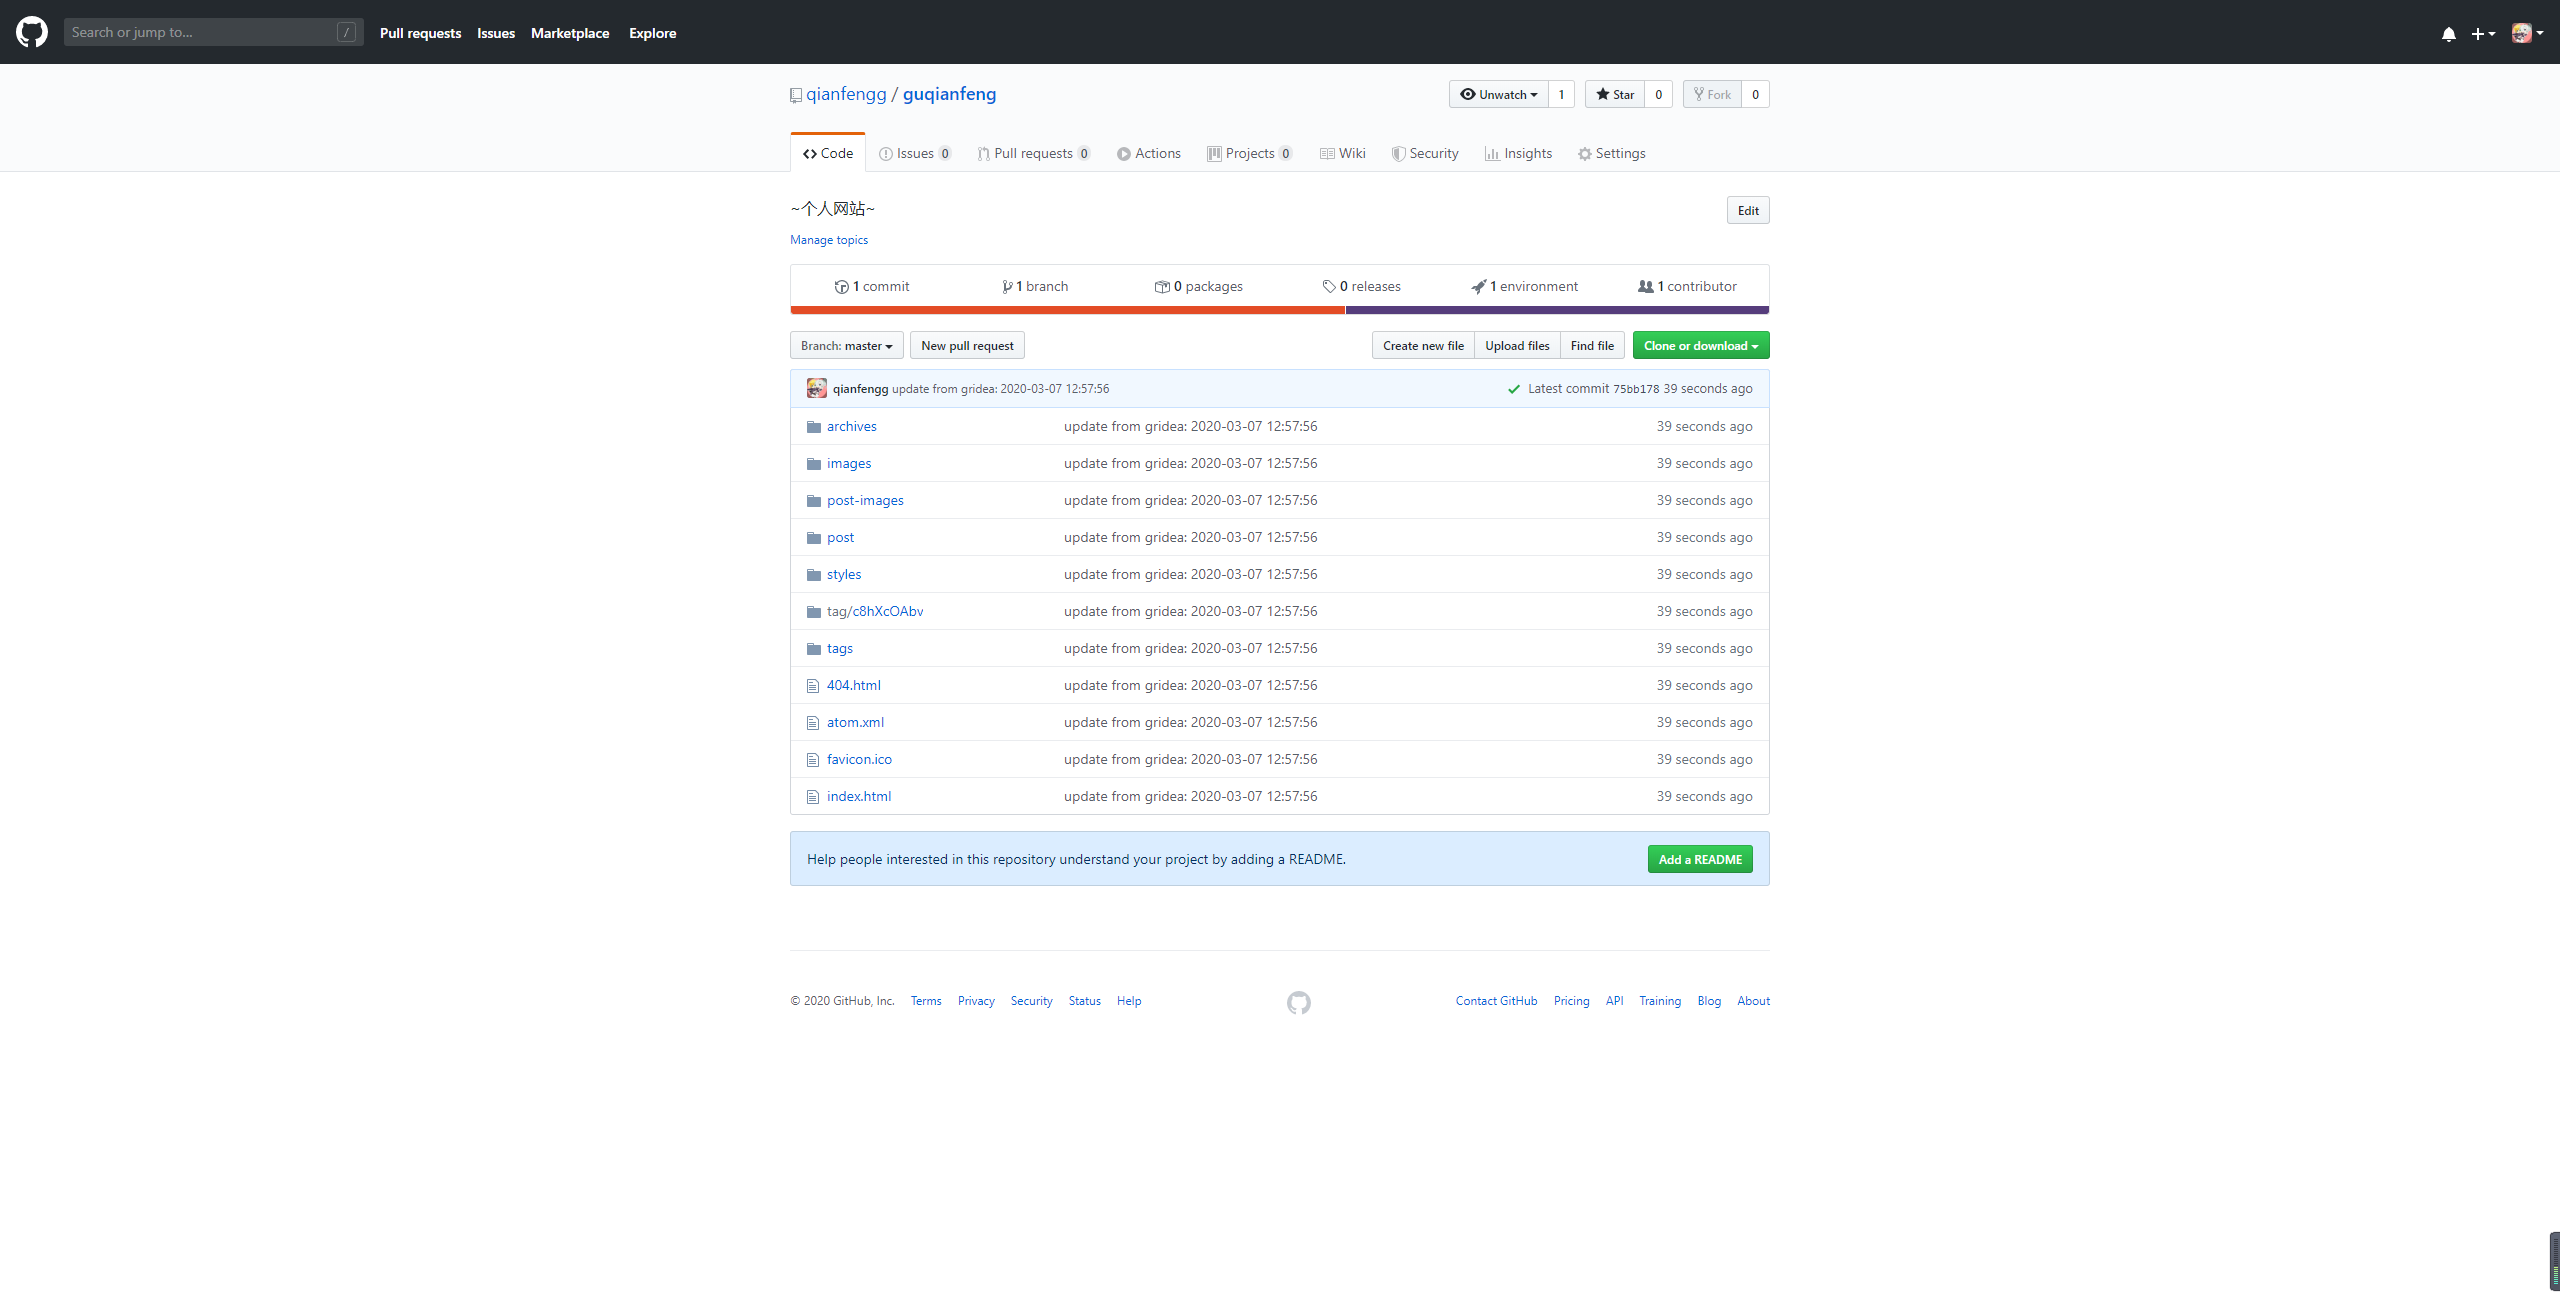 Search or jump to... / Pull requests Issues Marketplace Explore
qianfengg / guqianfeng Unwatch 1 Star 0 Fork 0
Code Issues 0 Pull requests 0 Actions Projects 0 Wiki Security Insights Settings
~个人网站~ Edit
Manage topics
1 commit 1 branch 0 packages 0 releases 1 environment 1 contributor
Branch: master New pull request Create new file Upload files Find file Clone or download
qianfengg update from gridea: 2020-03-07 12:57:56 Latest commit 75bb178 39 seconds ago
archives update from gridea: 2020-03-07 12:57:56 39 seconds ago
images update from gridea: 2020-03-07 12:57:56 39 seconds ago
post-images update from gridea: 2020-03-07 12:57:56 39 seconds ago
post update from gridea: 2020-03-07 12:57:56 39 seconds ago
styles update from gridea: 2020-03-07 12:57:56 39 seconds ago
tag/c8hXcOAbv update from gridea: 2020-03-07 12:57:56 39 seconds ago
tags update from gridea: 2020-03-07 12:57:56 39 seconds ago
404.html update from gridea: 2020-03-07 12:57:56 39 seconds ago
atom.xml update from gridea: 2020-03-07 12:57:56 39 seconds ago
favicon.ico update from gridea: 2020-03-07 12:57:56 39 seconds ago
index.html update from gridea: 2020-03-07 12:57:56 39 seconds ago
Help people interested in this repository understand your project by adding a README. Add a README
© 2020 GitHub, Inc. Terms Privacy Security Status Help Contact GitHub Pricing API Training Blog About